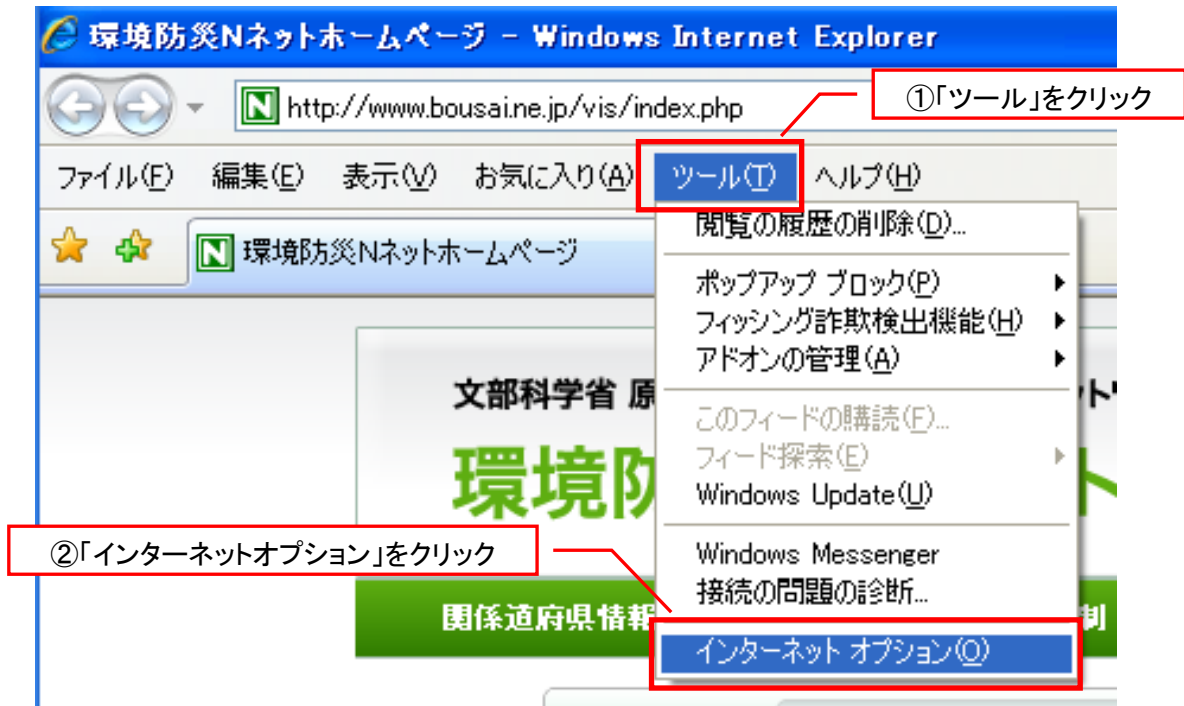 環境防災Nネットホームページ - Windows Internet Explorer
http://www.bousai.ne.jp/vis/index.php
①「ツール」をクリック
ファイル(F) 編集(E) 表示(V) お気に入り(A) ツール(T) ヘルプ(H)
環境防災Nネットホームページ
閲覧の履歴の削除(D)...
ポップアップ ブロック(P)
フィッシング詐欺検出機能(H)
アドオンの管理(A)
このフィードの購読(F)...
フィード探索(E)
Windows Update(U)
Windows Messenger
接続の問題の診断...
インターネット オプション(O)
文部科学省 原
環境防
ト
②「インターネットオプション」をクリック
関係道府県情報
制